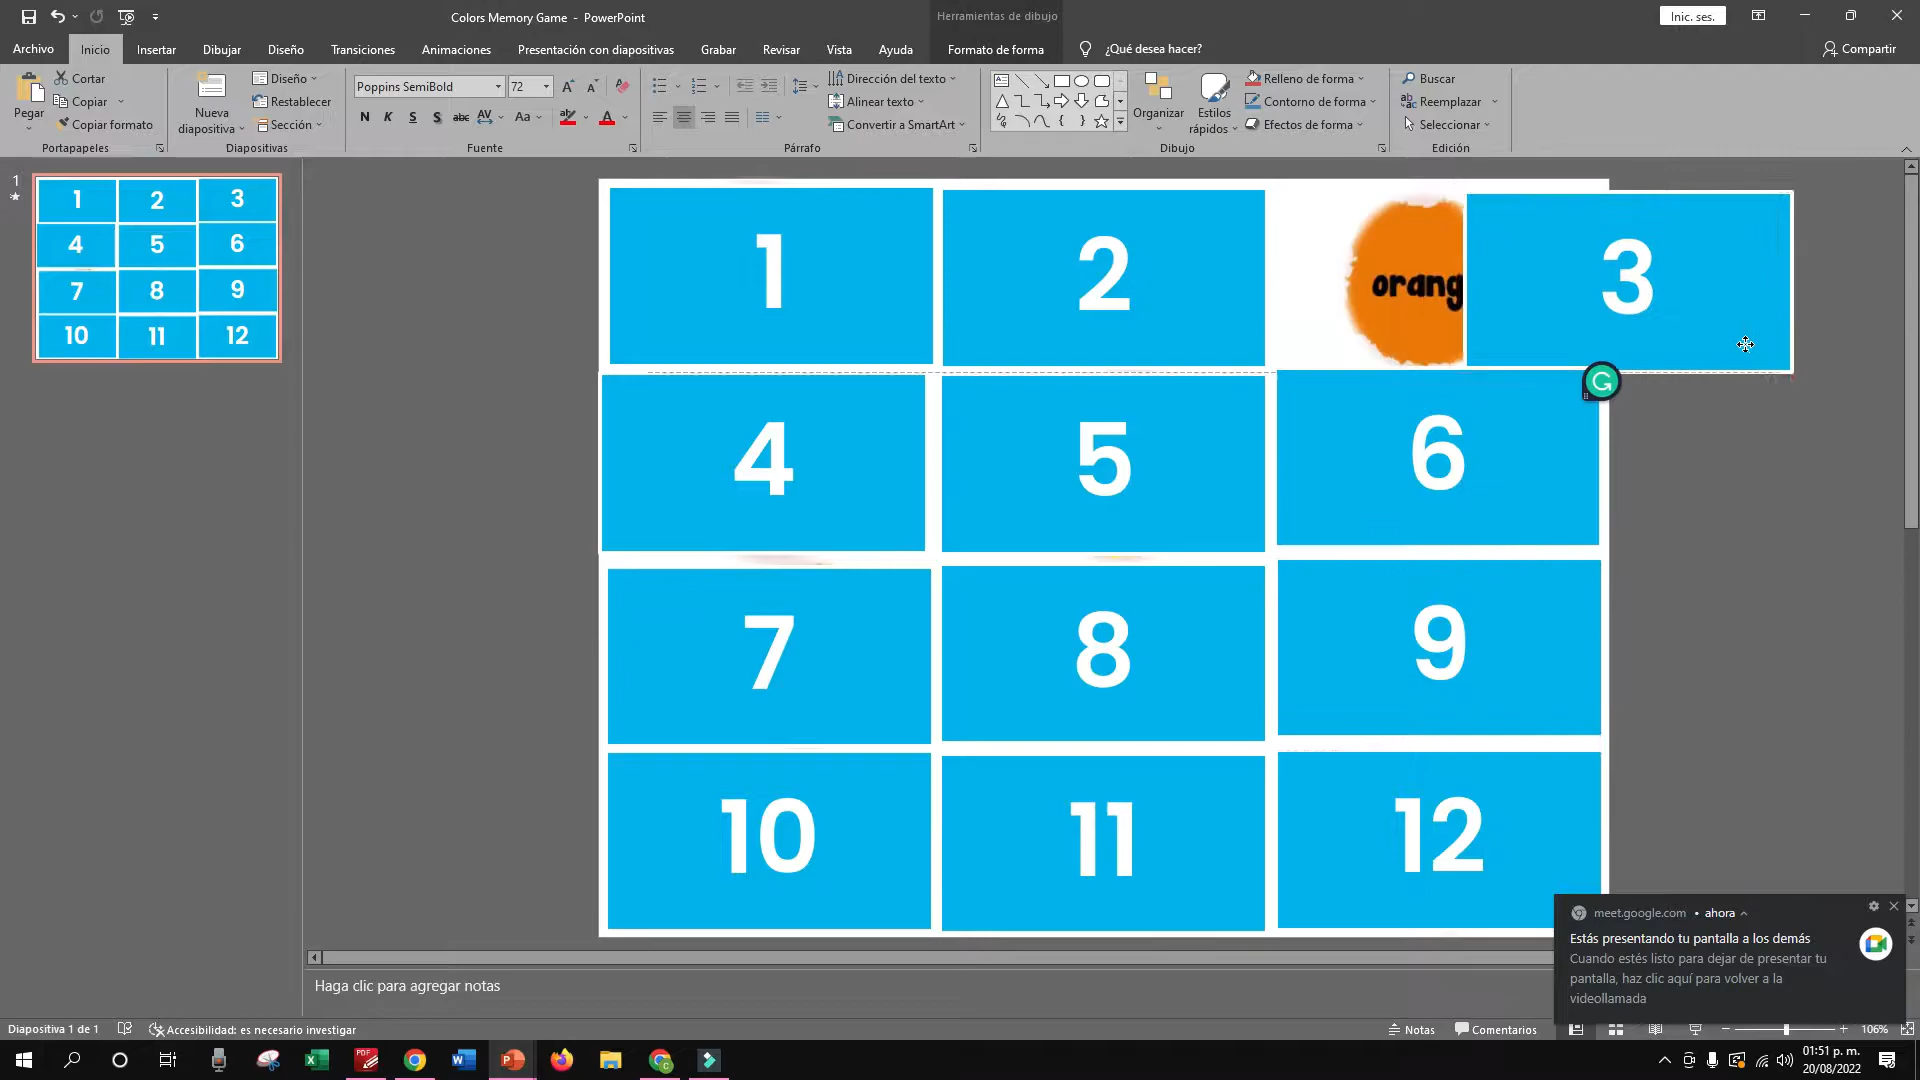 Colors Memory Game - PowerPoint
Herramientas de dibujo
Inic. ses.
Archivo
Inicio
Insertar
Dibujar
Diseño
Transiciones
Animaciones
Presentación con diapositivas
Grabar
Revisar
Vista
Ayuda
Formato de forma
¿Qué desea hacer?
Compartir
Pegar
Cortar
Copiar
Copiar formato
Portapapeles
Nueva diapositiva
Diseño
Restablecer
Sección
Diapositivas
Poppins SemiBold
72
N K S S abc AV Aa
Fuente
Dirección del texto
Alinear texto
Convertir a SmartArt
Párrafo
Organizar
Estilos rápidos
Relleno de forma
Contorno de forma
Efectos de forma
Dibujo
Buscar
Reemplazar
Seleccionar
Edición
1
1 2 3
4 5 6
7 8 9
10 11 12
1 2 orang 3
4 5 6
7 8 9
10 11 12
meet.google.com • ahora
Estás presentando tu pantalla a los demás
Cuando estés listo para dejar de presentar tu
pantalla, haz clic aquí para volver a la
videollamada
Haga clic para agregar notas
Diapositiva 1 de 1
Accesibilidad: es necesario investigar
Notas
Comentarios
106%
01:51 p. m.
20/08/2022